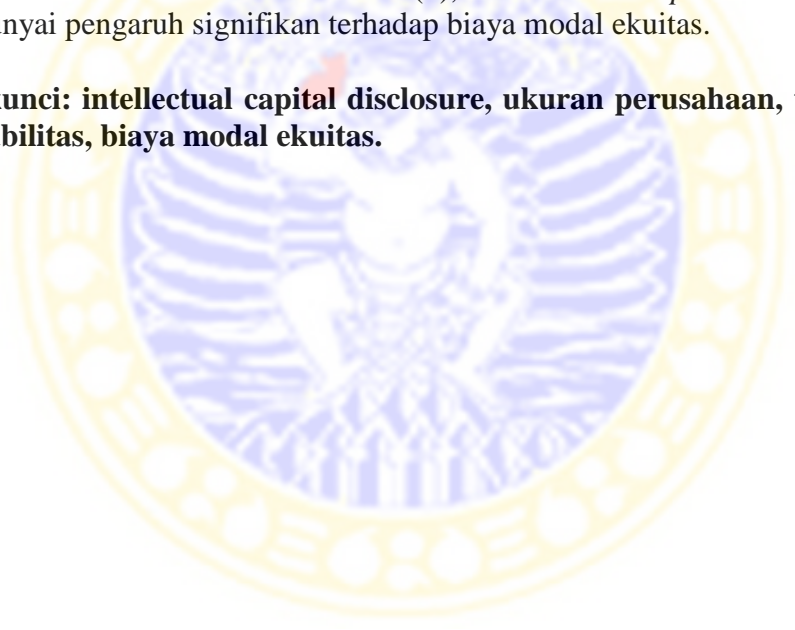 nyai pengaruh signifikan terhadap biaya modal ekuitas.
unci: intellectual capital disclosure, ukuran perusahaan,
bilitas, biaya modal ekuitas.